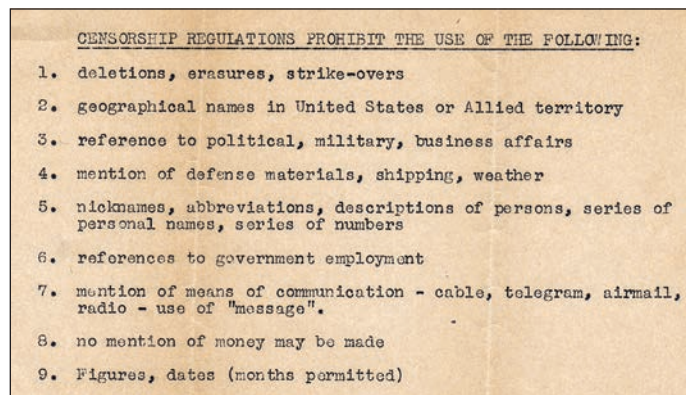 CENSORSHIP REGULATIONS PROHIBIT THE USE OF THE FOLLOWING:
1. deletions, erasures, strike-overs
2. geographical names in United States or Allied territory
3. reference to political, military, business affairs
4. mention of defense materials, shipping, weather
5. nicknames, abbreviations, descriptions of persons, series of
personal names, series of numbers
6. references to government employment
7. mention of means of communication - cable, telegram, airmail,
radio - use of "message".
8. no mention of money may be made
9. Figures, dates (months permitted)